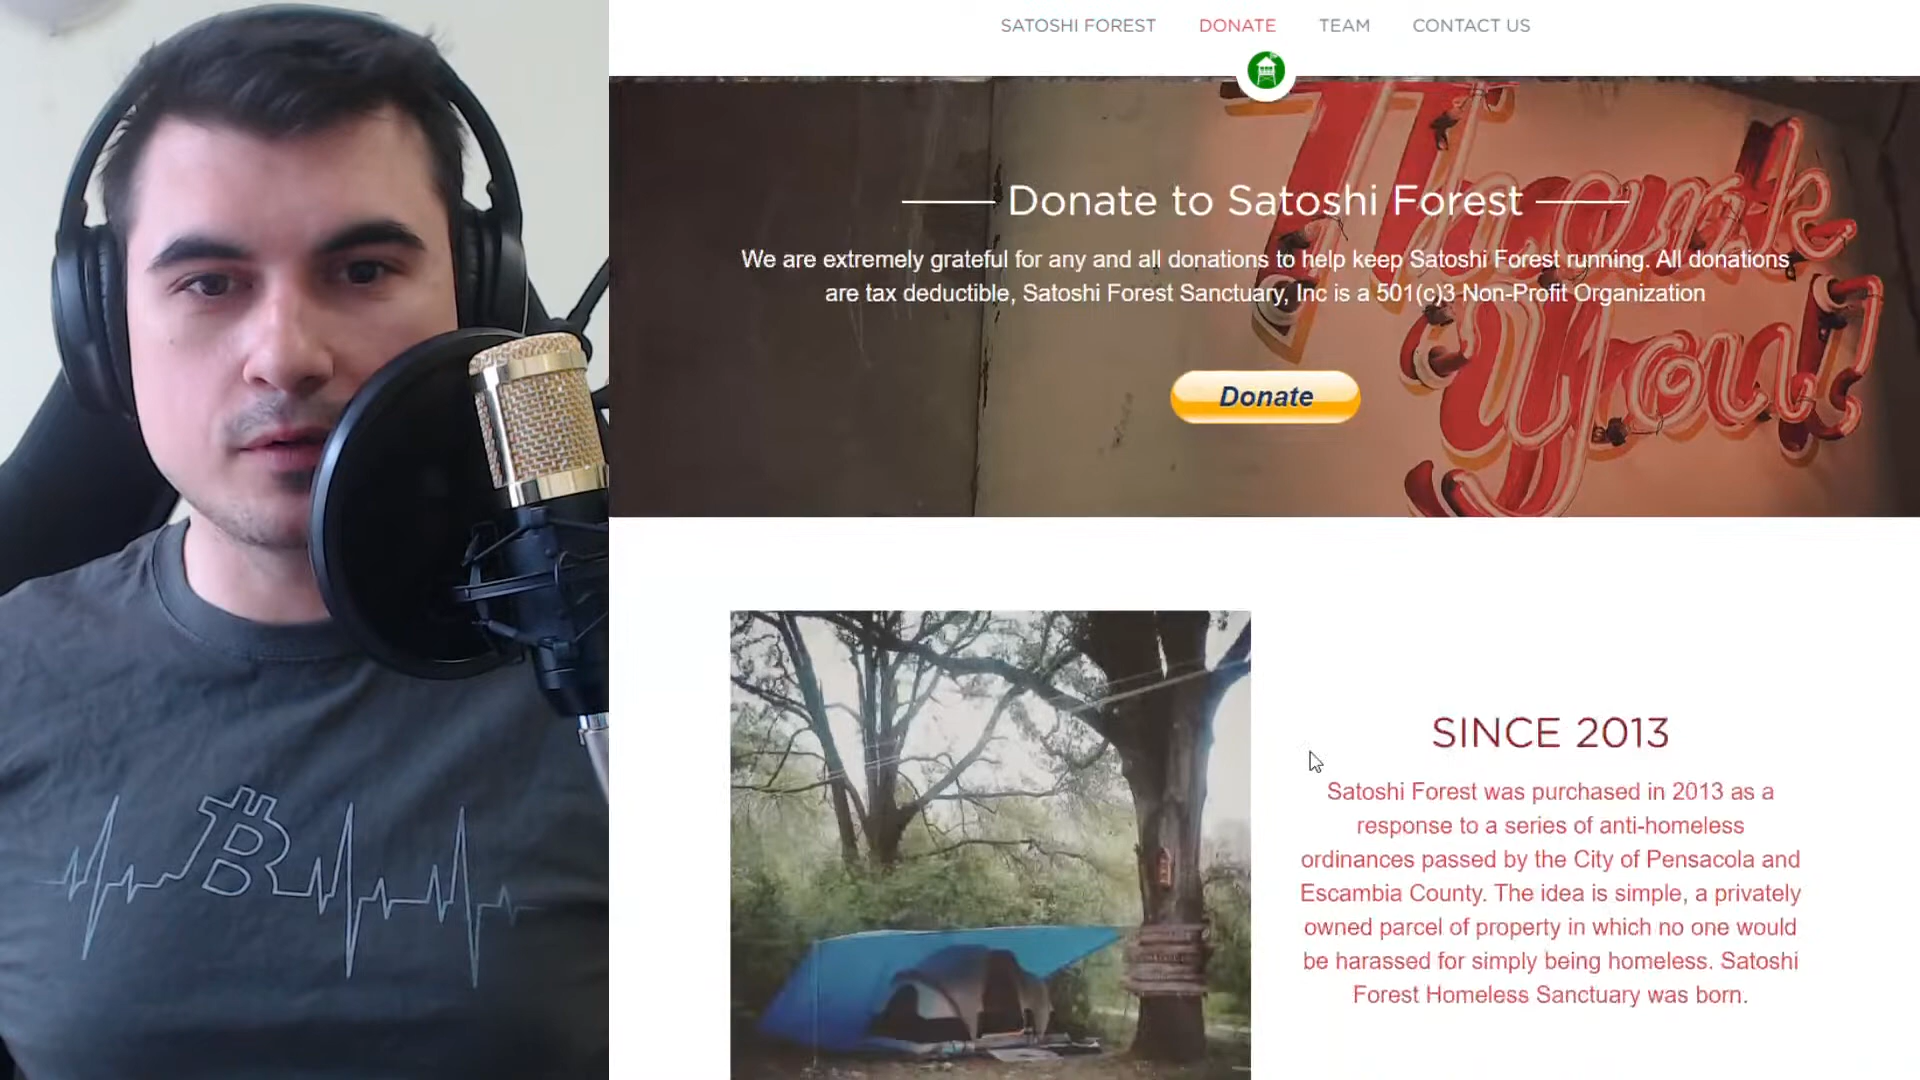 SATOSHI FOREST
DONATE
TEAM
CONTACT US
Donate to Satoshi Forest
We are extremely grateful for any and all donations to help keep Satoshi Forest running. All donations
are tax deductible, Satoshi Forest Sanctuary, Inc is a 501(c)3 Non-Profit Organization
Thank
you!
Donate
SINCE 2013
Satoshi Forest was purchased in 2013 as a
response to a series of anti-homeless
ordinances passed by the City of Pensacola and
Escambia County. The idea is simple, a privately
owned parcel of property in which no one would
be harassed for simply being homeless. Satoshi
Forest Homeless Sanctuary was born.